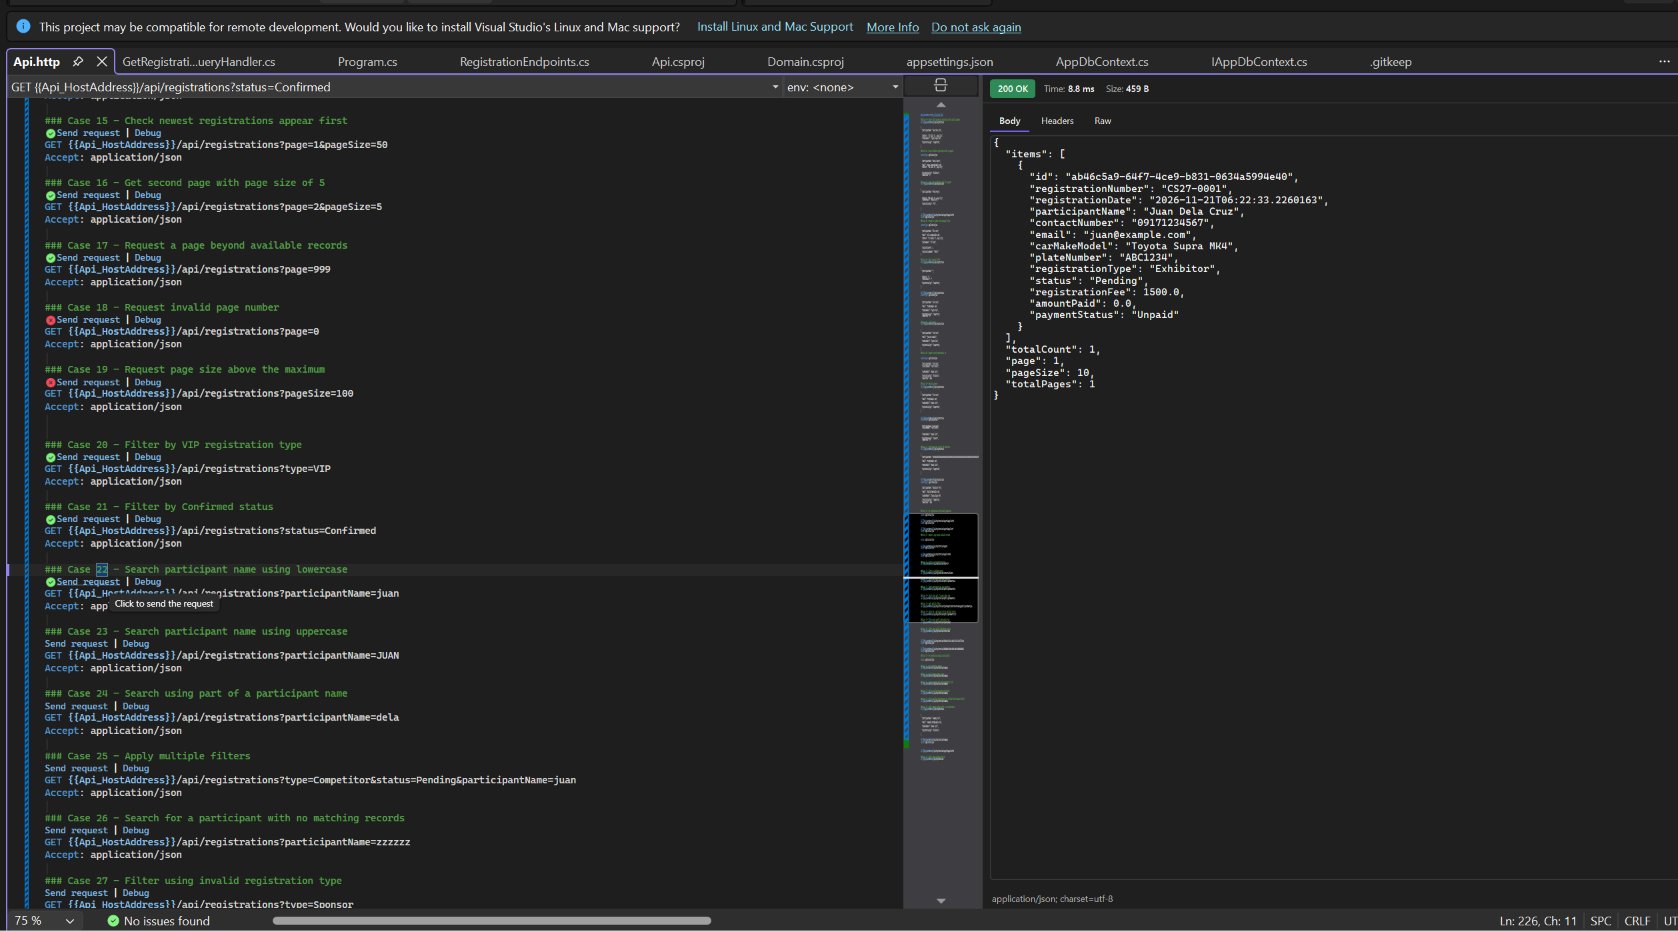 This project may be compatible for remote development. Would you like to install Visual Studio's Linux and Mac support? Install Linux and Mac Support More Info Do not ask again
Api.http GetRegistrati...ueryHandler.cs Program.cs RegistrationEndpoints.cs Api.csproj Domain.csproj appsettings.json AppDbContext.cs IAppDbContext.cs .gitkeep
GET {{Api_HostAddress}}/api/registrations?status=Confirmed env: <none>
### Case 15 - Check newest registrations appear first
Send request | Debug
GET {{Api_HostAddress}}/api/registrations?page=1&pageSize=50
Accept: application/json
### Case 16 - Get second page with page size of 5
Send request | Debug
GET {{Api_HostAddress}}/api/registrations?page=2&pageSize=5
Accept: application/json
### Case 17 - Request a page beyond available records
Send request | Debug
GET {{Api_HostAddress}}/api/registrations?page=999
Accept: application/json
### Case 18 - Request invalid page number
Send request | Debug
GET {{Api_HostAddress}}/api/registrations?page=0
Accept: application/json
### Case 19 - Request page size above the maximum
Send request | Debug
GET {{Api_HostAddress}}/api/registrations?pageSize=100
Accept: application/json
### Case 20 - Filter by VIP registration type
Send request | Debug
GET {{Api_HostAddress}}/api/registrations?type=VIP
Accept: application/json
### Case 21 - Filter by Confirmed status
Send request | Debug
GET {{Api_HostAddress}}/api/registrations?status=Confirmed
Accept: application/json
### Case 22 - Search participant name using lowercase
Send request | Debug
GET {{Api_HostAddress}}/api/registrations?participantName=juan
Accept: app
Click to send the request
### Case 23 - Search participant name using uppercase
Send request | Debug
GET {{Api_HostAddress}}/api/registrations?participantName=JUAN
Accept: application/json
### Case 24 - Search using part of a participant name
Send request | Debug
GET {{Api_HostAddress}}/api/registrations?participantName=dela
Accept: application/json
### Case 25 - Apply multiple filters
Send request | Debug
GET {{Api_HostAddress}}/api/registrations?type=Competitor&status=Pending&participantName=juan
Accept: application/json
### Case 26 - Search for a participant with no matching records
Send request | Debug
GET {{Api_HostAddress}}/api/registrations?participantName=zzzzzz
Accept: application/json
### Case 27 - Filter using invalid registration type
Send request | Debug
GET {{Api_HostAddress}}/api/registrations?type=Sponsor
200 OK Time: 8.8 ms Size: 459 B
Body Headers Raw
{
"items": [
{
"id": "ab46c5a9-64f7-4ce9-b831-0634a5994e40",
"registrationNumber": "CS27-0001",
"registrationDate": "2026-11-21T06:22:33.2260163",
"participantName": "Juan Dela Cruz",
"contactNumber": "09171234567",
"email": "juan@example.com",
"carMakeModel": "Toyota Supra MK4",
"plateNumber": "ABC1234",
"registrationType": "Exhibitor",
"status": "Pending",
"registrationFee": 1500.0,
"amountPaid": 0.0,
"paymentStatus": "Unpaid"
}
],
"totalCount": 1,
"page": 1,
"pageSize": 10,
"totalPages": 1
}
application/json; charset=utf-8
75 % No issues found Ln: 226, Ch: 11 SPC CRLF UT